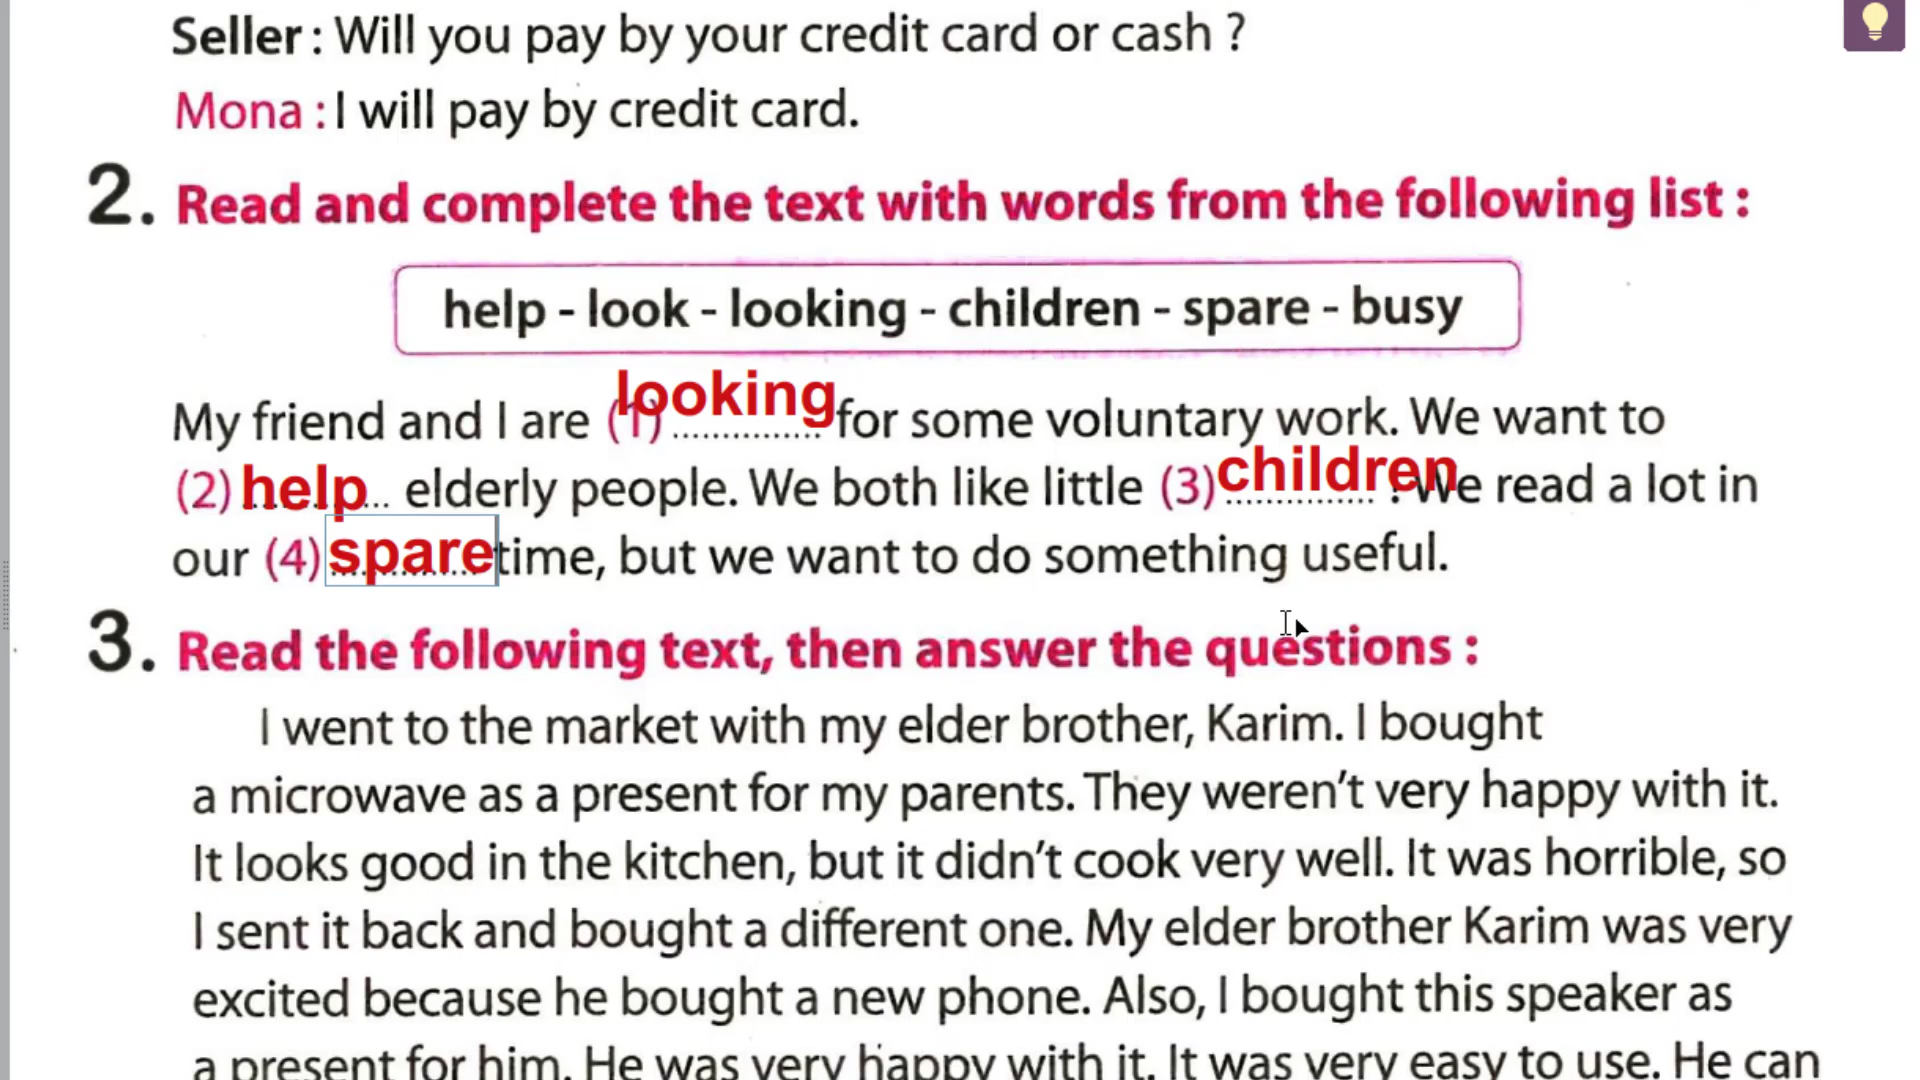 Seller : Will you pay by your credit card or cash ?
Mona : I will pay by credit card.
2. Read and complete the text with words from the following list :
help - look - looking - children - spare - busy
My friend and I are (1) looking for some voluntary work. We want to
(2) help elderly people. We both like little (3) children . We read a lot in
our (4) spare time, but we want to do something useful.
3. Read the following text, then answer the questions :
I went to the market with my elder brother, Karim. I bought
a microwave as a present for my parents. They weren't very happy with it.
It looks good in the kitchen, but it didn't cook very well. It was horrible, so
I sent it back and bought a different one. My elder brother Karim was very
excited because he bought a new phone. Also, I bought this speaker as
a present for him. He was very happy with it. It was very easy to use. He can